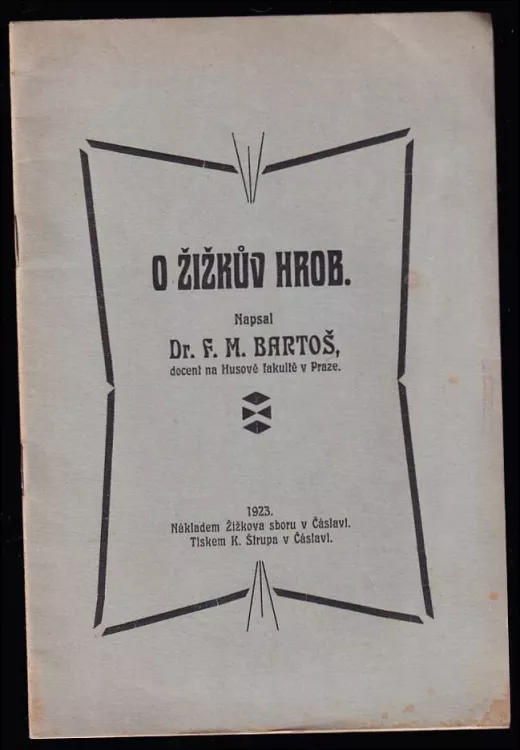 O ŽIŽKŮV HROB.
Napsal
Dr. F. M. BARTOŠ,
docent na Husově fakultě v Praze.
1923.
Nákladem Žižkova sboru v Čáslavi.
Tiskem K. Štrupa v Čáslavi.